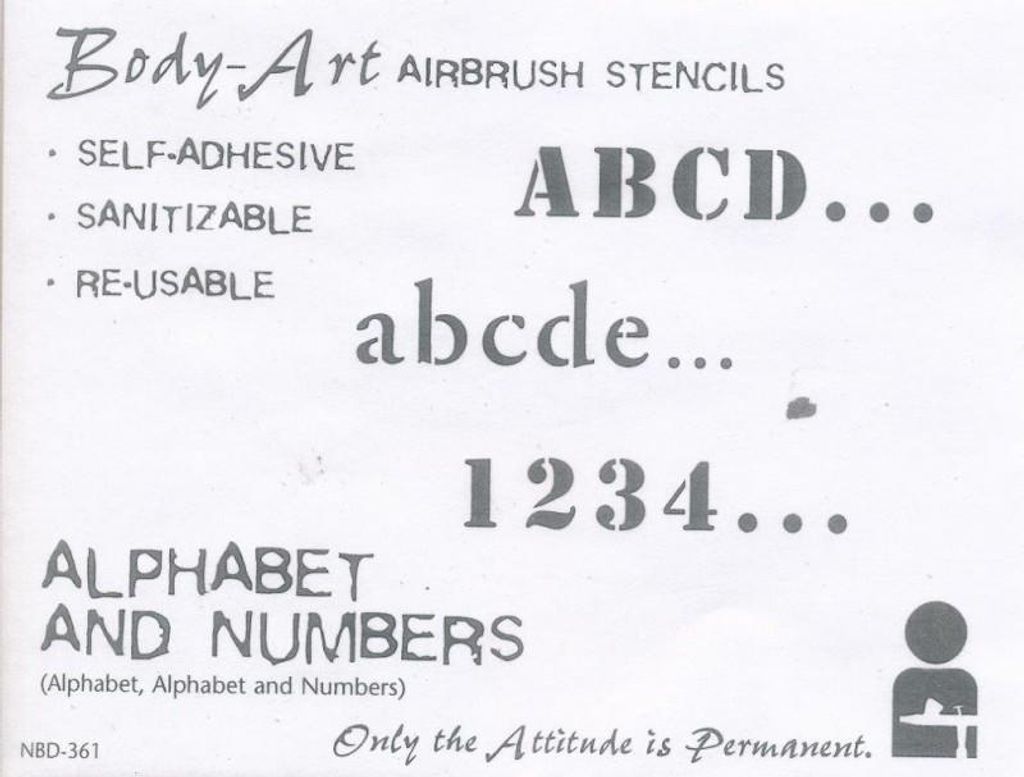 Body-Art AIRBRUSH STENCILS
· SELF-ADHESIVE
· SANITIZABLE
· RE-USABLE
ABCD...
abcde...
1234...
ALPHABET
AND NUMBERS
(Alphabet, Alphabet and Numbers)
NBD-361
Only the Attitude is Permanent.